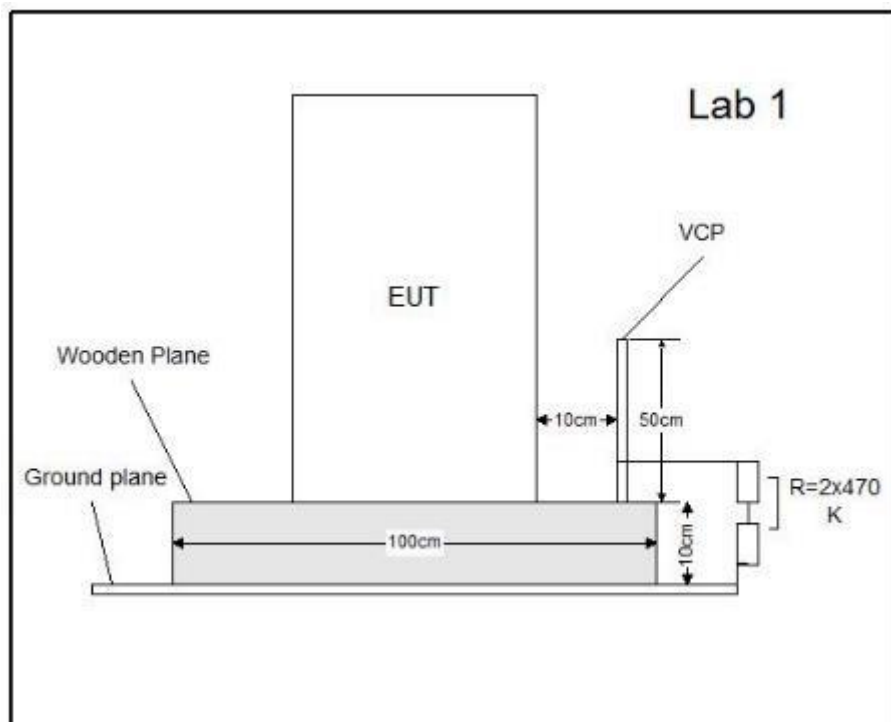 Lab 1
VCP
EUT
Wooden Plane
10cm
50cm
Ground plane
R=2x470
K
100cm
10cm